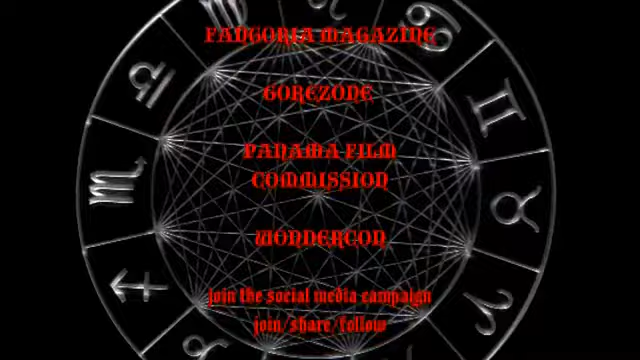 FANGORIA MAGAZINE
GOREZONE
PANAMA FILM
COMMISSION
WONDERCON
join the social media campaign
join/share/follow